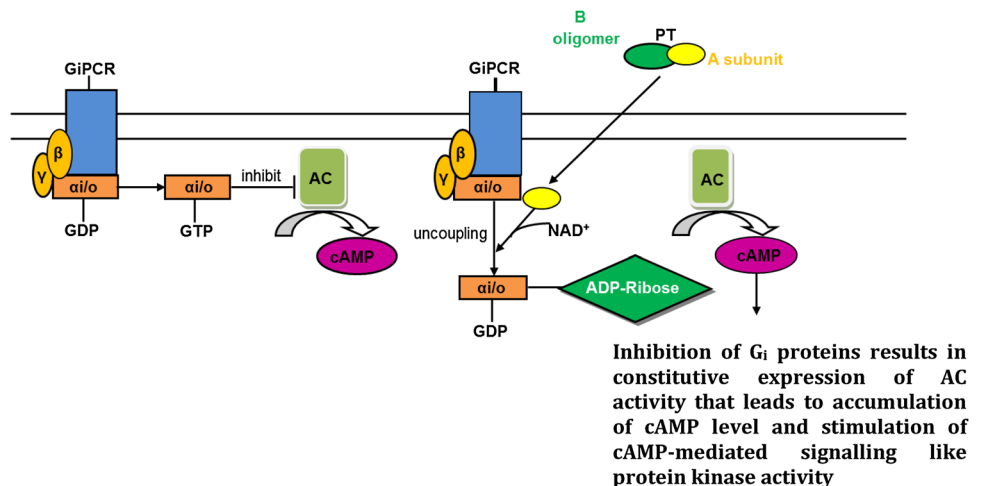 B
oligomer
PT
A subunit
GiPCR
GiPCR
β
γ
αi/o
αi/o
inhibit
AC
GDP
GTP
cAMP
β
γ
αi/o
uncoupling
NAD⁺
AC
cAMP
αi/o
ADP-Ribose
GDP
Inhibition of Gᵢ proteins results in
constitutive expression of AC
activity that leads to accumulation
of cAMP level and stimulation of
cAMP-mediated signalling like
protein kinase activity